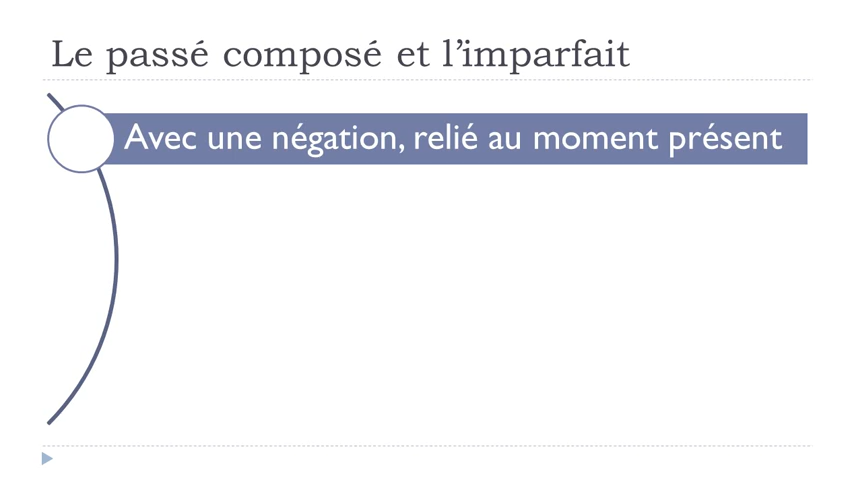 Le passé composé et l’imparfait
Avec une négation, relié au moment présent